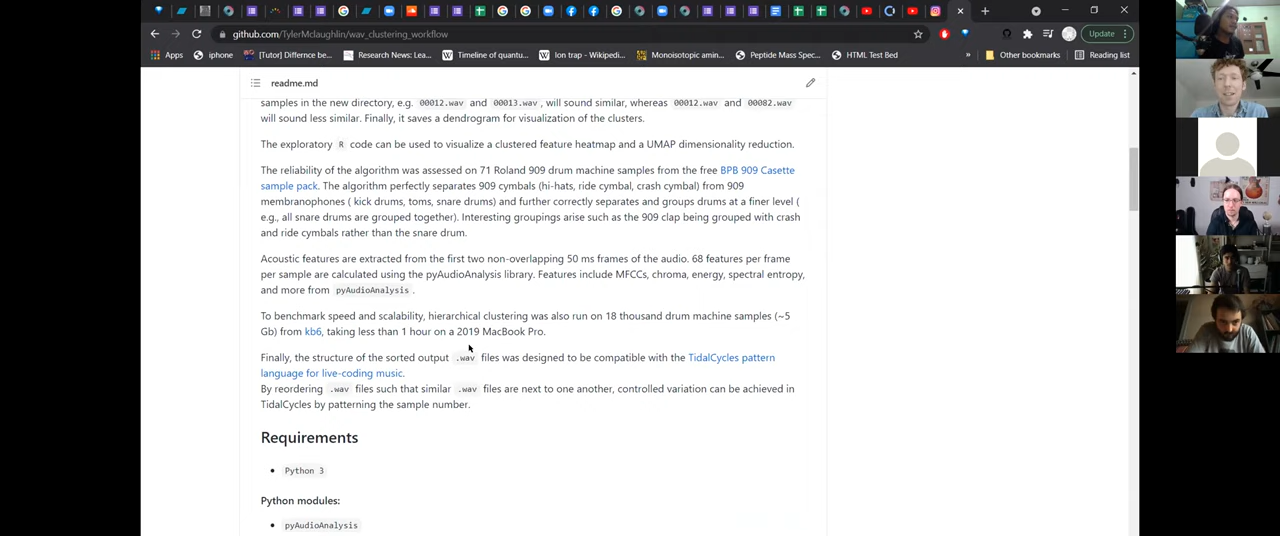 github.com/TylerMclaughlin/wav_clustering_workflow
Update
Apps
iphone
[Tutor] Differnce be...
Research News: L...
Timeline of quantu...
Ion trap - Wikipedi...
Monoisotopic amin...
Peptide Mass Spec...
HTML Test Bed
Other bookmarks
Reading list
readme.md
samples in the new directory, e.g. 00012.wav and 00013.wav, will sound similar, whereas 00012.wav and 00082.wav
will sound less similar. Finally, it saves a dendrogram for visualization of the clusters.
The exploratory R code can be used to visualize a clustered feature heatmap and a UMAP dimensionality reduction.
The reliability of the algorithm was assessed on 71 Roland 909 drum machine samples from the free BPB 909 Casette
sample pack. The algorithm perfectly separates 909 cymbals (hi-hats, ride cymbal, crash cymbal) from 909
membranophones ( kick drums, toms, snare drums) and further correctly separates and groups drums at a finer level (
e.g., all snare drums are grouped together). Interesting groupings arise such as the 909 clap being grouped with crash
and ride cymbals rather than the snare drum.
Acoustic features are extracted from the first two non-overlapping 50 ms frames of the audio. 68 features per frame
per sample are calculated using the pyAudioAnalysis library. Features include MFCCs, chroma, energy, spectral entropy,
and more from pyAudioAnalysis.
To benchmark speed and scalability, hierarchical clustering was also run on 18 thousand drum machine samples (~5
Gb) from kb6, taking less than 1 hour on a 2019 MacBook Pro.
Finally, the structure of the sorted output .wav files was designed to be compatible with the TidalCycles pattern
language for live-coding music.
By reordering .wav files such that similar .wav files are next to one another, controlled variation can be achieved in
TidalCycles by patterning the sample number.
Requirements
Python 3
Python modules:
pyAudioAnalysis